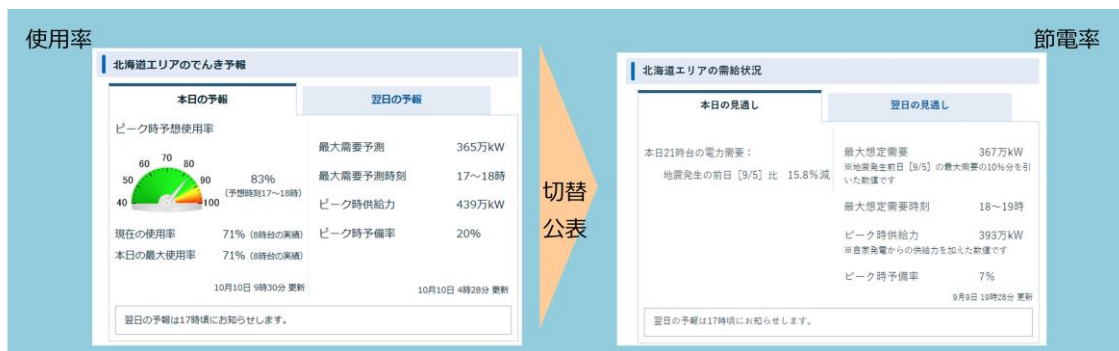 使用率
北海道エリアのでんき予報
本日の予報
翌日の予報
ピーク時予想使用率
40
50
60
70
80
90
100
83%
(予想時刻17~18時)
現在の使用率 71% (8時台の実績)
本日の最大使用率 71% (8時台の実績)
10月10日 9時30分 更新
最大需要予測 365万kW
最大需要予測時刻 17~18時
ピーク時供給力 439万kW
ピーク時予備率 20%
10月10日 4時28分 更新
翌日の予報は17時頃にお知らせします。
切替
公表
節電率
北海道エリアの需給状況
本日の見通し
翌日の見通し
本日21時台の電力需要:
地震発生の前日 [9/5] 比 15.8%減
最大想定需要 367万kW
※地震発生前日 [9/5] の最大需要の10%分を引
いた数値です
最大想定需要時刻 18~19時
ピーク時供給力 393万kW
※自家発電からの供給力を加えた数値です
ピーク時予備率 7%
9月9日 19時28分 更新
翌日の予報は17時頃にお知らせします。